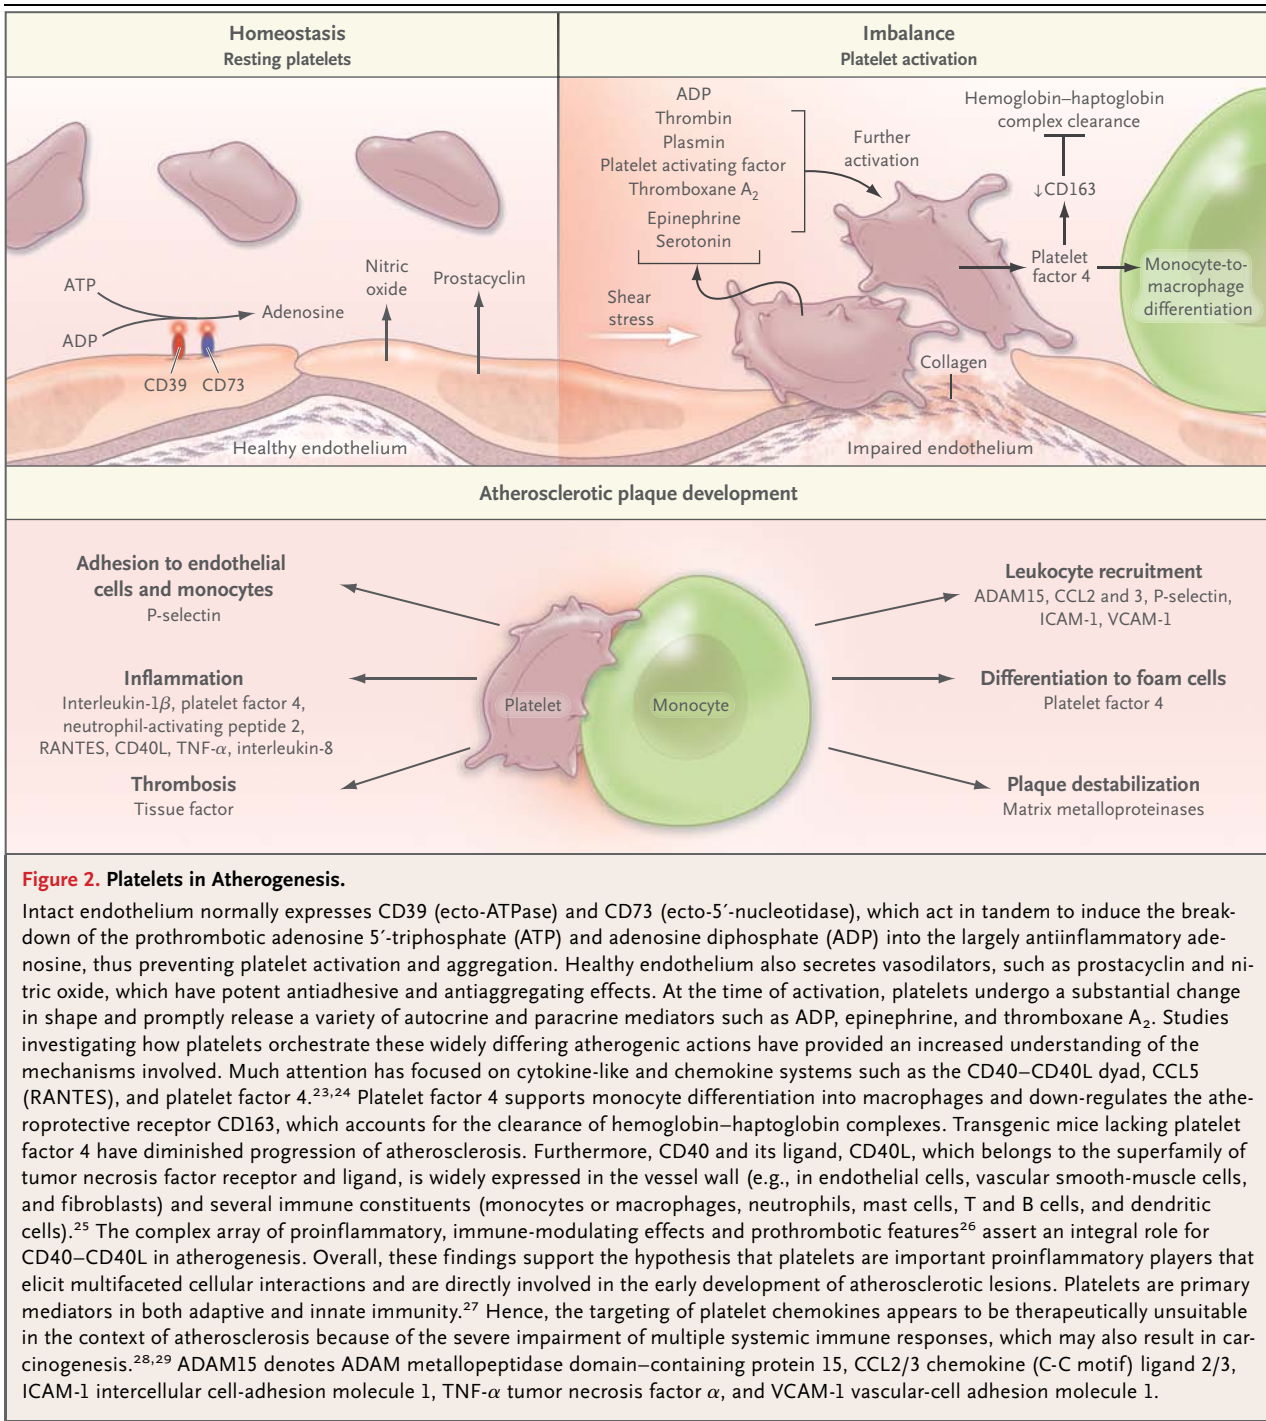 Homeostasis
Resting platelets
Imbalance
Platelet activation
ATP
ADP
Adenosine
CD39 CD73
Nitric
oxide
Prostacyclin
Healthy endothelium
ADP
Thrombin
Plasmin
Platelet activating factor
Thromboxane A₂
Epinephrine
Serotonin
Further
activation
Shear
stress
Hemoglobin–haptoglobin
complex clearance
↓CD163
Platelet
factor 4
Monocyte-to-
macrophage
differentiation
Collagen
Impaired endothelium
Atherosclerotic plaque development
Adhesion to endothelial
cells and monocytes
P-selectin
Inflammation
Interleukin-1β, platelet factor 4,
neutrophil-activating peptide 2,
RANTES, CD40L, TNF-α, interleukin-8
Thrombosis
Tissue factor
Platelet
Monocyte
Leukocyte recruitment
ADAM15, CCL2 and 3, P-selectin,
ICAM-1, VCAM-1
Differentiation to foam cells
Platelet factor 4
Plaque destabilization
Matrix metalloproteinases
Figure 2. Platelets in Atherogenesis.
Intact endothelium normally expresses CD39 (ecto-ATPase) and CD73 (ecto-5′-nucleotidase), which act in tandem to induce the break-
down of the prothrombotic adenosine 5′-triphosphate (ATP) and adenosine diphosphate (ADP) into the largely antiinflammatory ade-
nosine, thus preventing platelet activation and aggregation. Healthy endothelium also secretes vasodilators, such as prostacyclin and ni-
tric oxide, which have potent antiadhesive and antiaggregating effects. At the time of activation, platelets undergo a substantial change
in shape and promptly release a variety of autocrine and paracrine mediators such as ADP, epinephrine, and thromboxane A₂. Studies
investigating how platelets orchestrate these widely differing atherogenic actions have provided an increased understanding of the
mechanisms involved. Much attention has focused on cytokine-like and chemokine systems such as the CD40–CD40L dyad, CCL5
(RANTES), and platelet factor 4.²³,²⁴ Platelet factor 4 supports monocyte differentiation into macrophages and down-regulates the athe-
roprotective receptor CD163, which accounts for the clearance of hemoglobin–haptoglobin complexes. Transgenic mice lacking platelet
factor 4 have diminished progression of atherosclerosis. Furthermore, CD40 and its ligand, CD40L, which belongs to the superfamily of
tumor necrosis factor receptor and ligand, is widely expressed in the vessel wall (e.g., in endothelial cells, vascular smooth-muscle cells,
and fibroblasts) and several immune constituents (monocytes or macrophages, neutrophils, mast cells, T and B cells, and dendritic
cells).²⁵ The complex array of proinflammatory, immune-modulating effects and prothrombotic features²⁶ assert an integral role for
CD40–CD40L in atherogenesis. Overall, these findings support the hypothesis that platelets are important proinflammatory players that
elicit multifaceted cellular interactions and are directly involved in the early development of atherosclerotic lesions. Platelets are primary
mediators in both adaptive and innate immunity.²⁷ Hence, the targeting of platelet chemokines appears to be therapeutically unsuitable
in the context of atherosclerosis because of the severe impairment of multiple systemic immune responses, which may also result in car-
cinogenesis.²⁸,²⁹ ADAM15 denotes ADAM metallopeptidase domain–containing protein 15, CCL2/3 chemokine (C-C motif) ligand 2/3,
ICAM-1 intercellular cell-adhesion molecule 1, TNF-α tumor necrosis factor α, and VCAM-1 vascular-cell adhesion molecule 1.